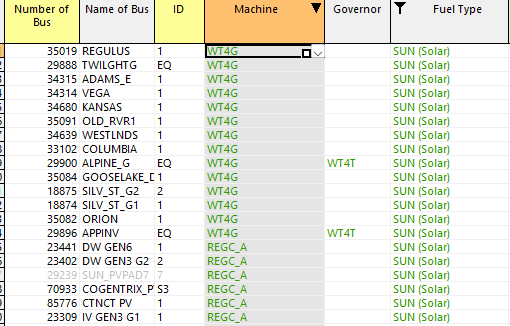 Number of Bus Name of Bus ID Machine Governor Fuel Type
35019 REGULUS 1 WT4G SUN (Solar)
29888 TWILHGTG EQ WT4G SUN (Solar)
34315 ADAMS_E 1 WT4G SUN (Solar)
34314 VEGA 1 WT4G SUN (Solar)
34680 KANSAS 1 WT4G SUN (Solar)
35091 OLD_RVR1 1 WT4G SUN (Solar)
34639 WESTLNDS 1 WT4G SUN (Solar)
33102 COLUMBIA 1 WT4G SUN (Solar)
29900 ALPINE_G EQ WT4G WT4T SUN (Solar)
35084 GOOSELAKE_ 1 WT4G SUN (Solar)
18875 SILV_ST_G2 2 WT4G SUN (Solar)
18874 SILV_ST_G1 1 WT4G SUN (Solar)
35082 ORION 1 WT4G SUN (Solar)
29896 APPINV EQ WT4G WT4T SUN (Solar)
23441 DW GEN6 1 REGC_A SUN (Solar)
23402 DW GEN3 G2 2 REGC_A SUN (Solar)
29239 SUN_PVPAD7 7 REGC_A SUN (Solar)
70933 COGENTRIX_P S3 REGC_A SUN (Solar)
85776 CTNCT PV 1 REGC_A SUN (Solar)
23309 IV GEN3 G1 1 REGC_A SUN (Solar)